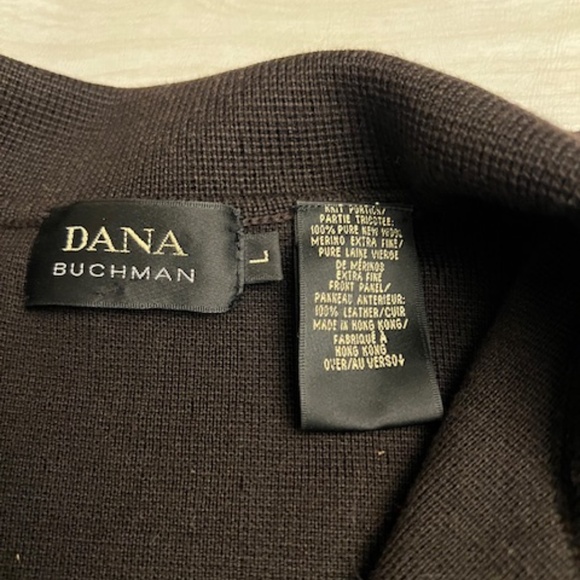 DANA
BUCHMAN
L
KNIT PORTION/
PARTIE TRICOTEE:
100% PURE NEW WOOL
MERINO EXTRA FINE/
PURE LAINE VIERGE
DE MERINOS
EXTRA FINE
FRONT PANEL/
PANNEAU ANTERIEUR:
100% LEATHER/CUIR
MADE IN HONG KONG/
FABRIQUÉ À
HONG KONG
OVER/AU VERSO↓